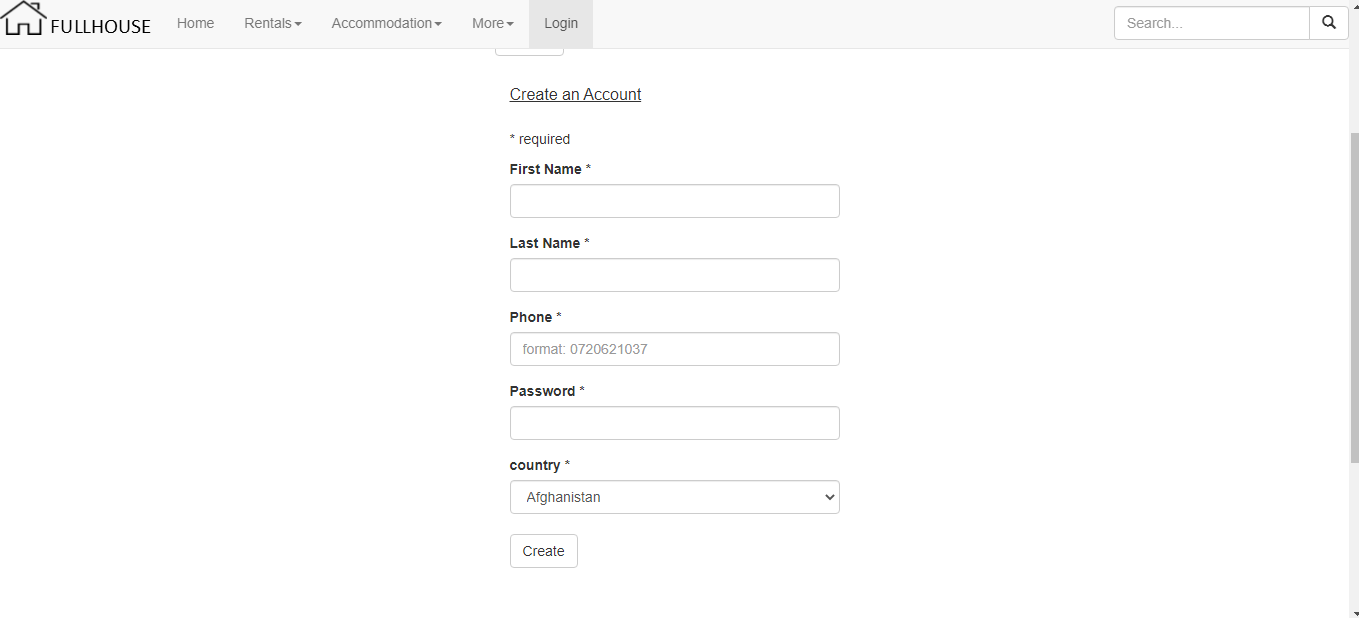 FULLHOUSE Home Rentals Accommodation More Login Search...
Create an Account
* required
First Name *
Last Name *
Phone *
format: 0720621037
Password *
country *
Afghanistan
Create